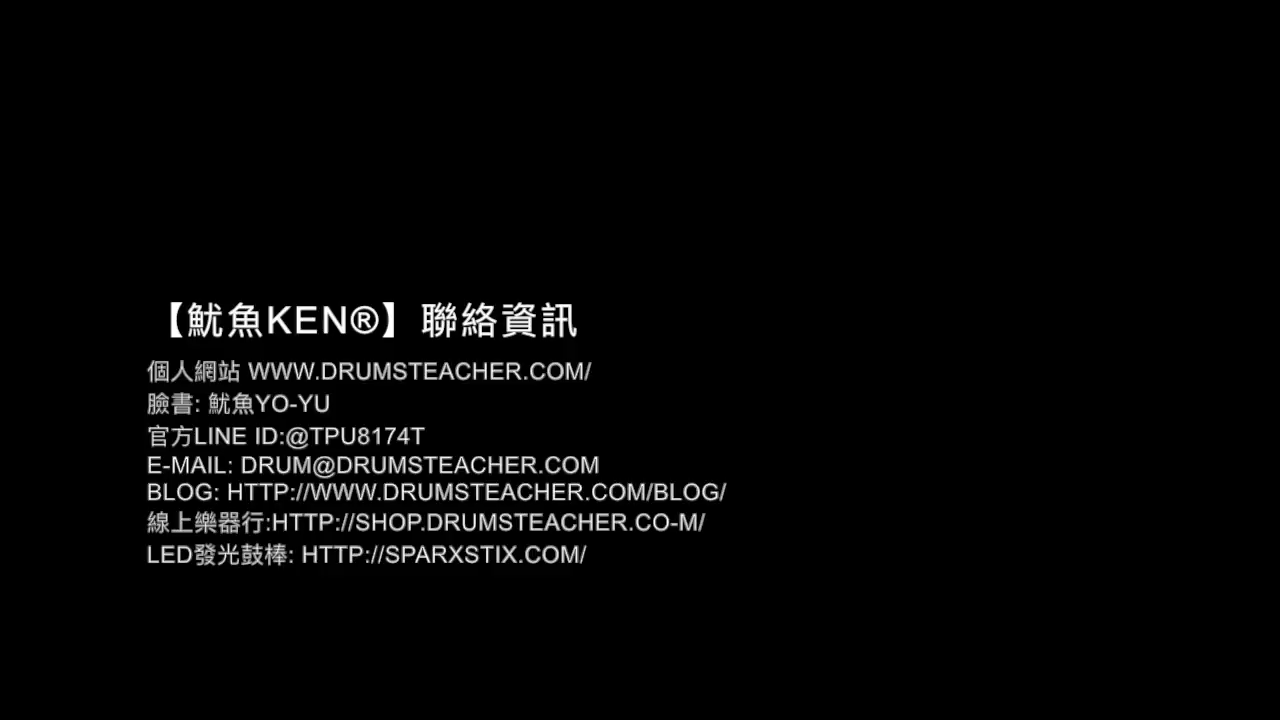 【魷魚KEN®】聯絡資訊
個人網站 WWW.DRUMSTEACHER.COM/
臉書: 魷魚YO-YU
官方LINE ID:@TPU8174T
E-MAIL: DRUM@DRUMSTEACHER.COM
BLOG: HTTP://WWW.DRUMSTEACHER.COM/BLOG/
線上樂器行:HTTP://SHOP.DRUMSTEACHER.CO-M/
LED發光鼓棒: HTTP://SPARXSTIX.COM/